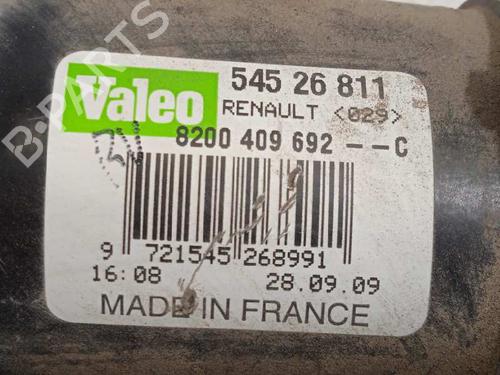 Valeo
545 26 811
RENAULT <029>
8200 409 692 --C
9 721545 268991
16:08 28.09.09
MADE IN FRANCE
B-PARTS